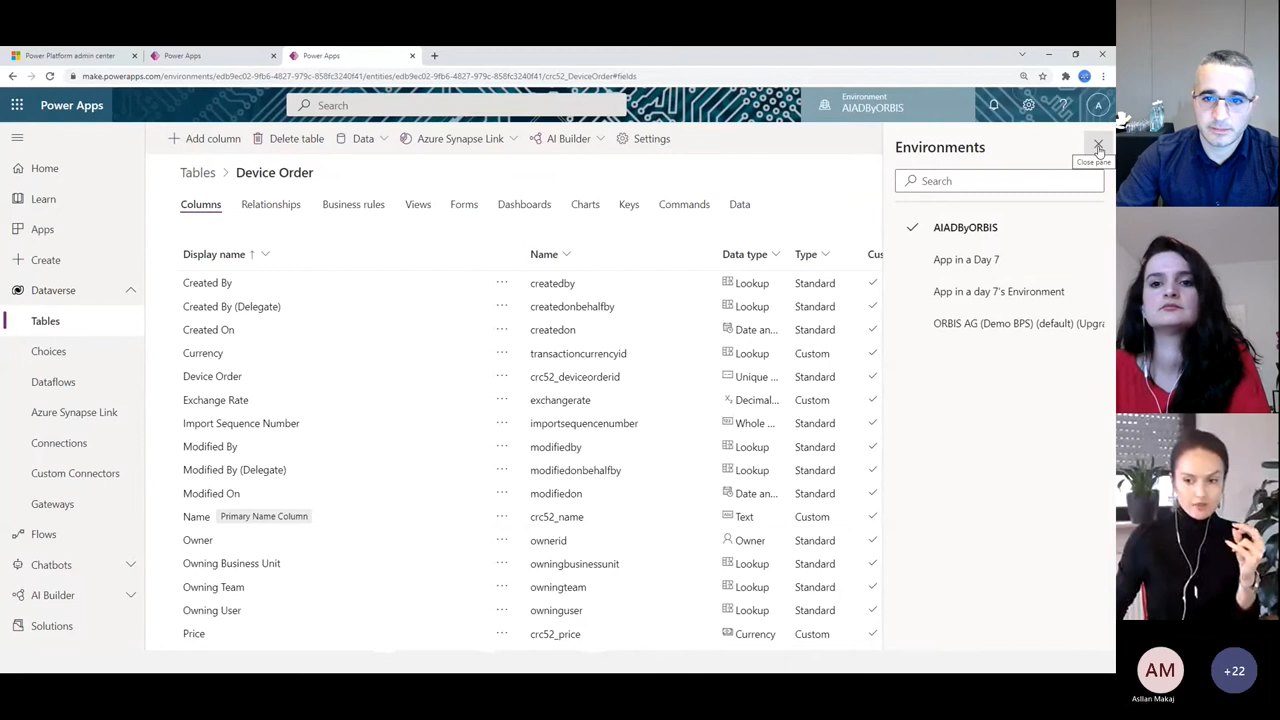 Power Platform admin center
Power Apps
Power Apps
make.powerapps.com/environments/edb9ec02-9fb6-4827-979c-858fc3240f41/entities/edb9ec02-9fb6-4827-979c-858fc3240f41/crc52_DeviceOrder#fields
Power Apps
Search
Environment
AIADByORBIS
A
Add column
Delete table
Data
Azure Synapse Link
AI Builder
Settings
Home
Learn
Apps
Create
Dataverse
Tables
Choices
Dataflows
Azure Synapse Link
Connections
Custom Connectors
Gateways
Flows
Chatbots
AI Builder
Solutions
Tables > Device Order
Columns Relationships Business rules Views Forms Dashboards Charts Keys Commands Data
Display name ↑ Name Data type Type Cus
Created By ... createdby Lookup Standard
Created By (Delegate) ... createdonbehalfby Lookup Standard
Created On ... createdon Date an... Standard
Currency ... transactioncurrencyid Lookup Custom
Device Order ... crc52_deviceorderid Unique ... Standard
Exchange Rate ... exchangerate Decimal... Custom
Import Sequence Number ... importsequencenumber Whole ... Standard
Modified By ... modifiedby Lookup Standard
Modified By (Delegate) ... modifiedonbehalfby Lookup Standard
Modified On ... modifiedon Date an... Standard
Name Primary Name Column ... crc52_name Text Custom
Owner ... ownerid Owner Standard
Owning Business Unit ... owningbusinessunit Lookup Standard
Owning Team ... owningteam Lookup Standard
Owning User ... owninguser Lookup Standard
Price ... crc52_price Currency Custom
Environments
Close pane
Search
AIADByORBIS
App in a Day 7
App in a day 7's Environment
ORBIS AG (Demo BPS) (default) (Upgra
AM
Asllan Makaj
+22